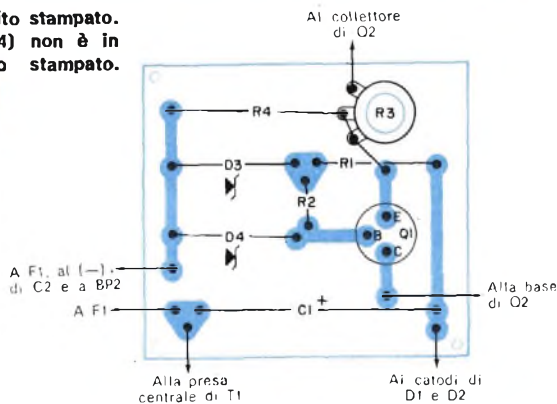 ito stampato.
4) non è in
o stampato.
Al collettore
di Q2
R4
R3
D3
R1
R2
D4
B
E
Q1
C
A F1, al (–)
di C2 e a BP2
A F1
C1 +
Alla base
di Q2
Alla presa
centrale di T1
Ai catodi di
D1 e D2